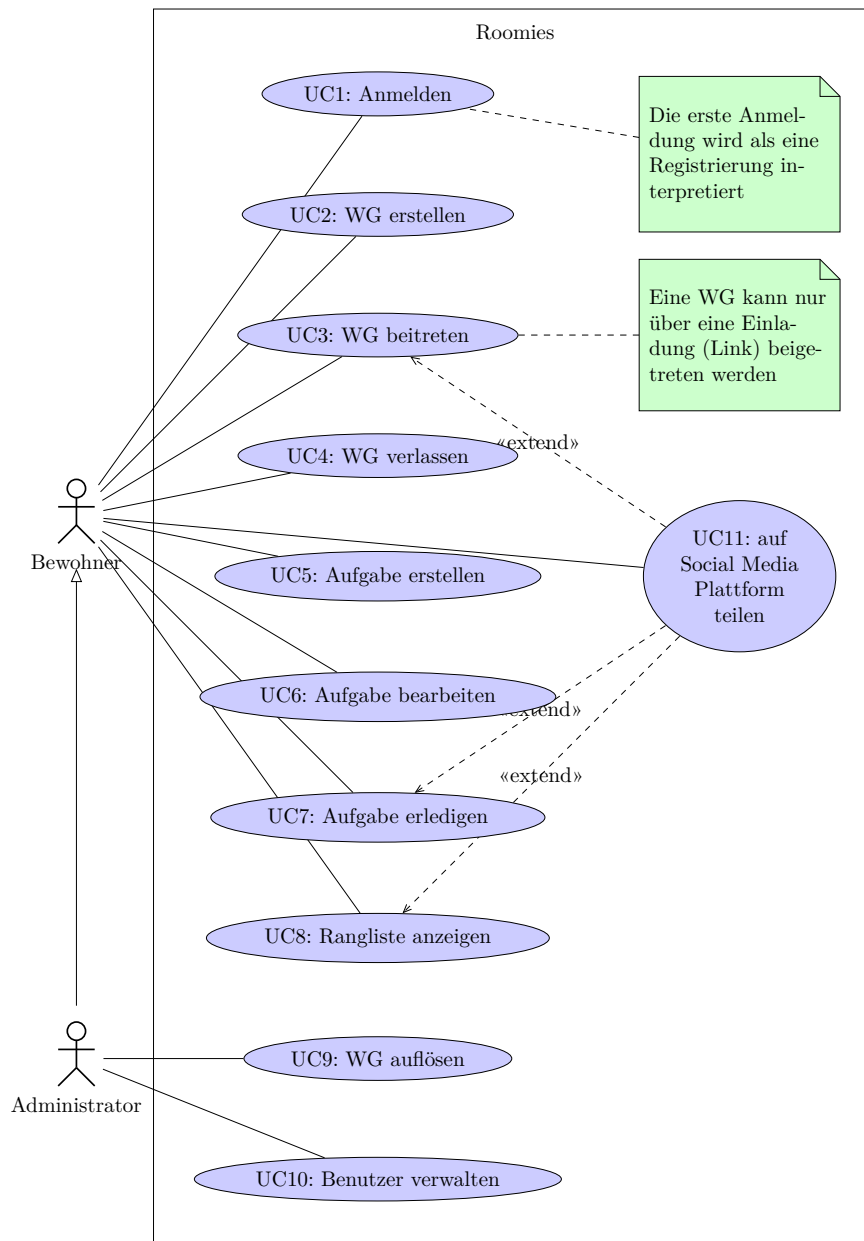 Roomies
UC1: Anmelden
Die erste Anmel-
dung wird als eine
Registrierung in-
terpretiert
UC2: WG erstellen
Eine WG kann nur
über eine Einla-
dung (Link) beige-
treten werden
UC3: WG beitreten
«extend»
UC4: WG verlassen
Bewohner
UC11: auf
Social Media
Plattform
teilen
UC5: Aufgabe erstellen
UC6: Aufgabe bearbeiten
«extend»
«extend»
UC7: Aufgabe erledigen
UC8: Rangliste anzeigen
UC9: WG auflösen
Administrator
UC10: Benutzer verwalten